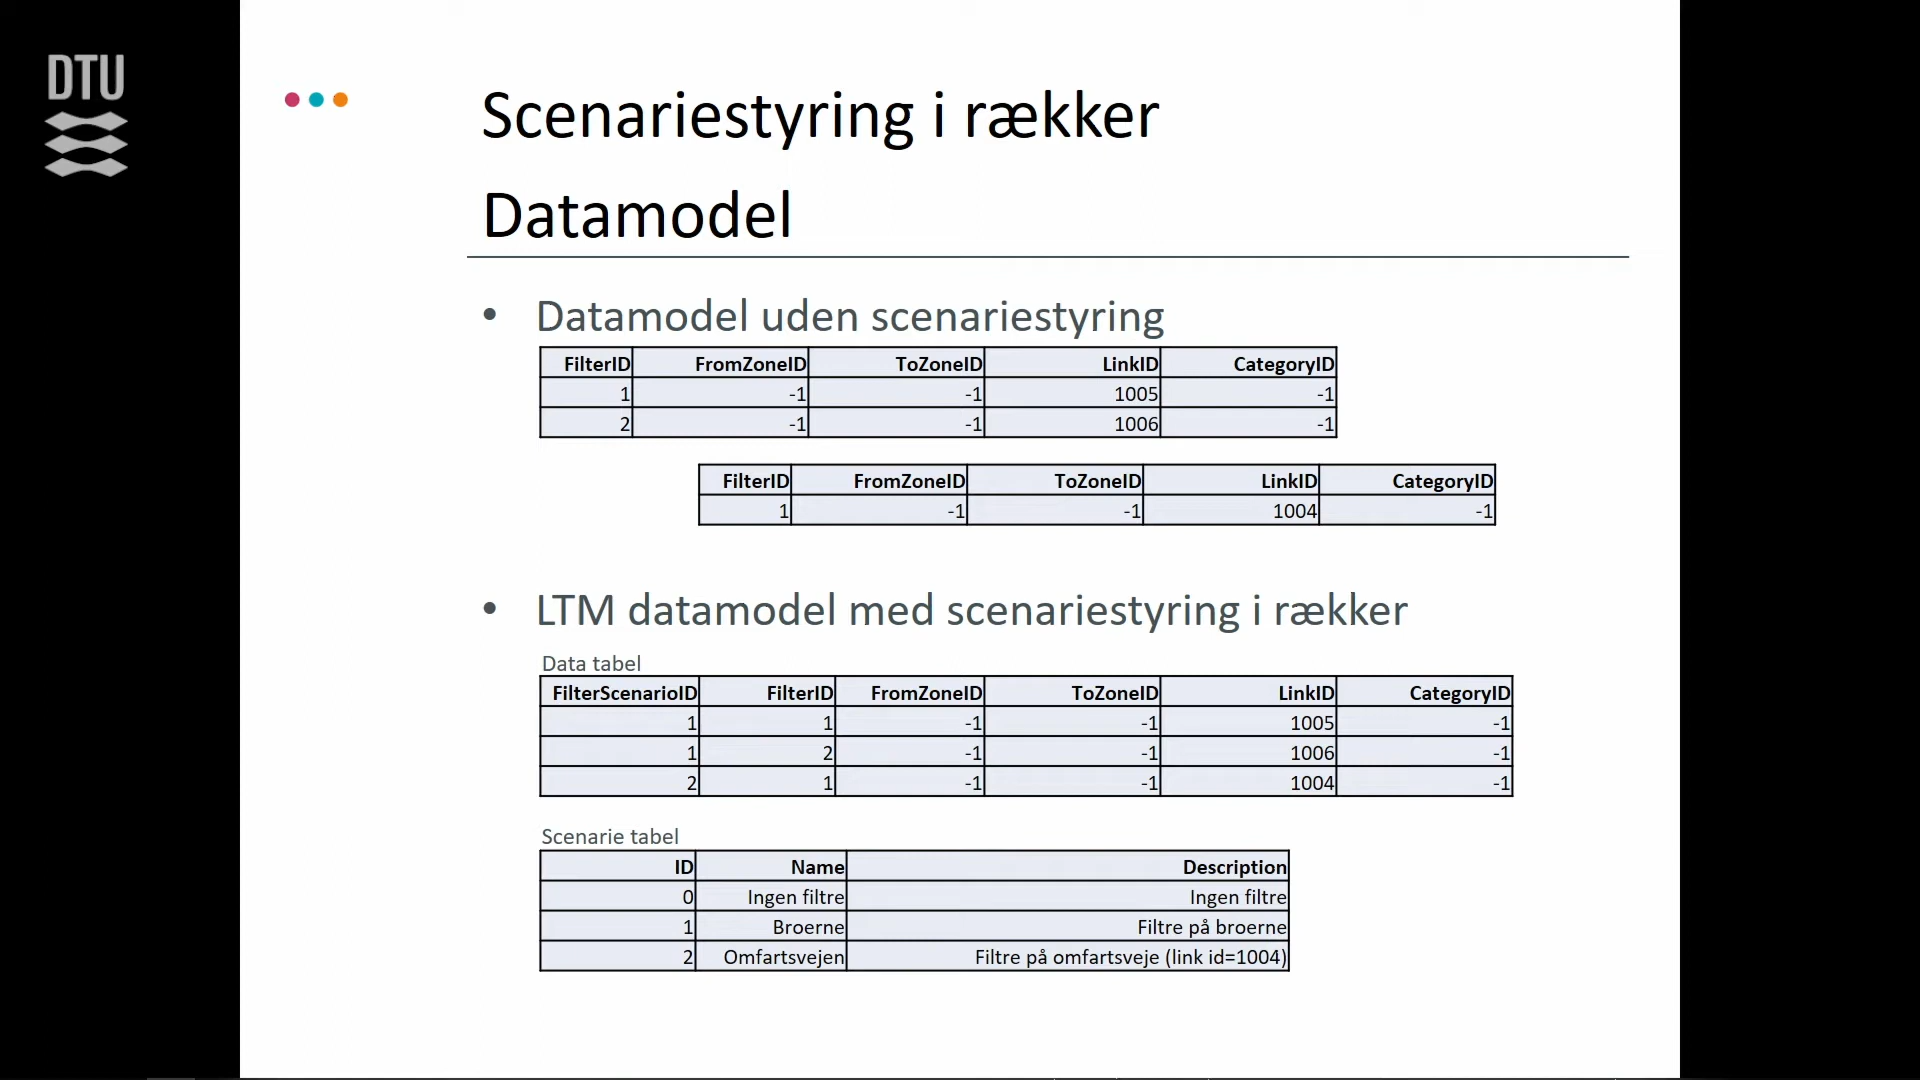 DTU
Scenariestyring i rækker
Datamodel
• Datamodel uden scenariestyring
FilterID FromZoneID ToZoneID LinkID CategoryID
1 -1 -1 1005 -1
2 -1 -1 1006 -1
FilterID FromZoneID ToZoneID LinkID CategoryID
1 -1 -1 1004 -1
• LTM datamodel med scenariestyring i rækker
Data tabel
FilterScenarioID FilterID FromZoneID ToZoneID LinkID CategoryID
1 1 -1 -1 1005 -1
1 2 -1 -1 1006 -1
2 1 -1 -1 1004 -1
Scenarie tabel
ID Name Description
0 Ingen filtre Ingen filtre
1 Broerne Filtre på broerne
2 Omfartsvejen Filtre på omfartsveje (link id=1004)